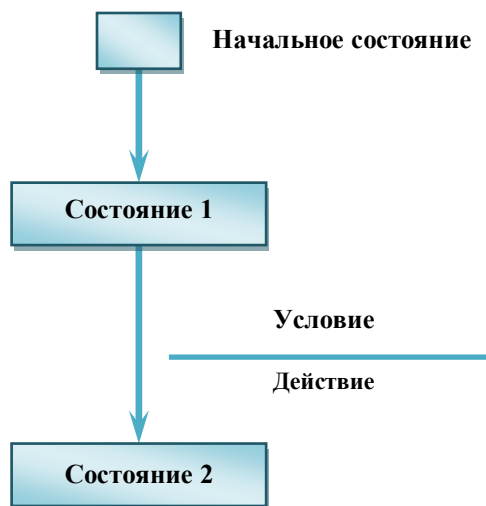 Начальное состояние
Состояние 1
Условие
Действие
Состояние 2